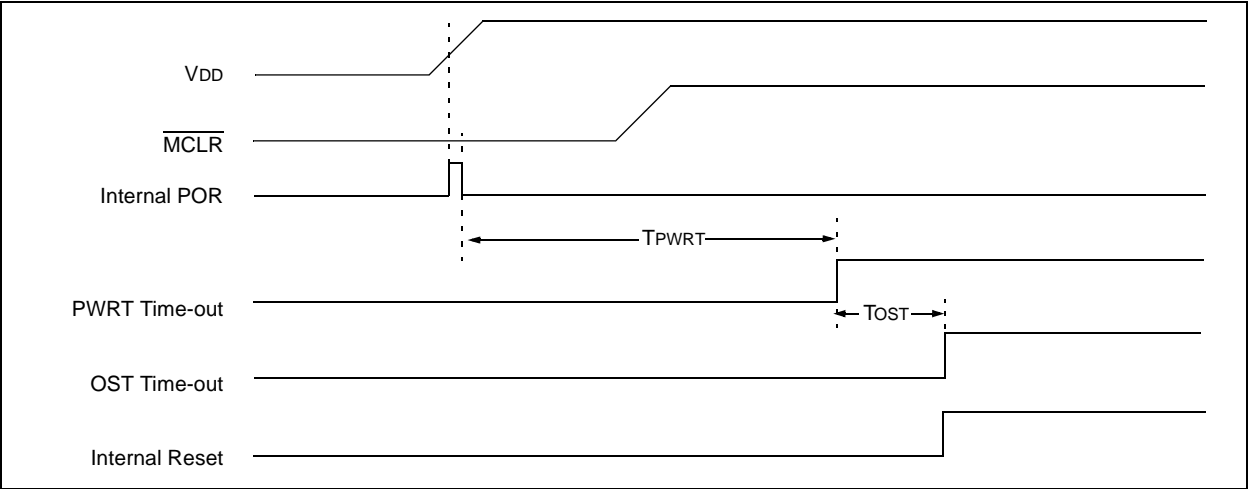 VDD
MCLR
Internal POR
TPWRT
PWRT Time-out
TOST
OST Time-out
Internal Reset